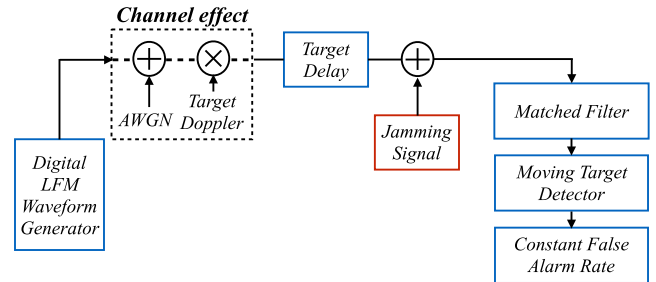 Channel effect
AWGN
Target
Doppler
Target
Delay
Digital
LFM
Waveform
Generator
Jamming
Signal
Matched Filter
Moving Target
Detector
Constant False
Alarm Rate